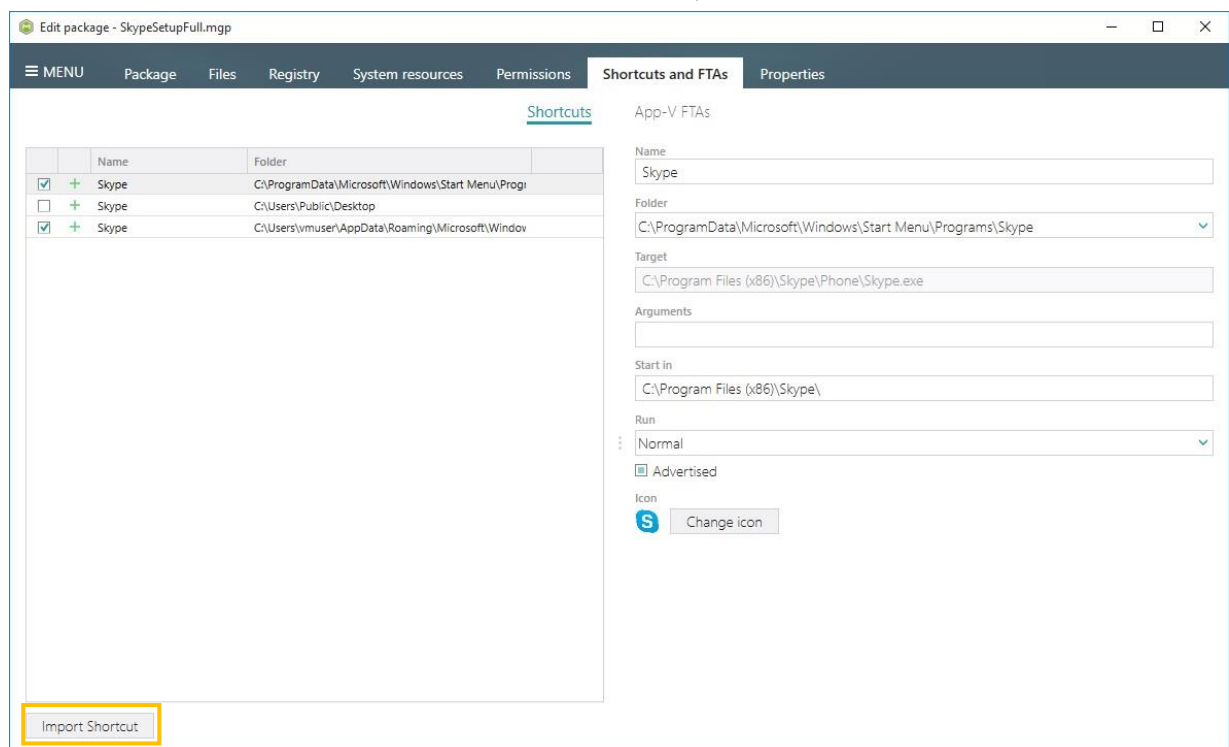 Edit package - SkypeSetupFull.mgp
MENU Package Files Registry System resources Permissions Shortcuts and FTAs Properties
Shortcuts App-V FTAs
Name Folder
Skype C:\ProgramData\Microsoft\Windows\Start Menu\Progr
Skype C:\Users\Public\Desktop
Skype C:\Users\vmuser\AppData\Roaming\Microsoft\Window
Name
Skype
Folder
C:\ProgramData\Microsoft\Windows\Start Menu\Programs\Skype
Target
C:\Program Files (x86)\Skype\Phone\Skype.exe
Arguments
Start in
C:\Program Files (x86)\Skype\
Run
Normal
Advertised
Icon
S Change icon
Import Shortcut